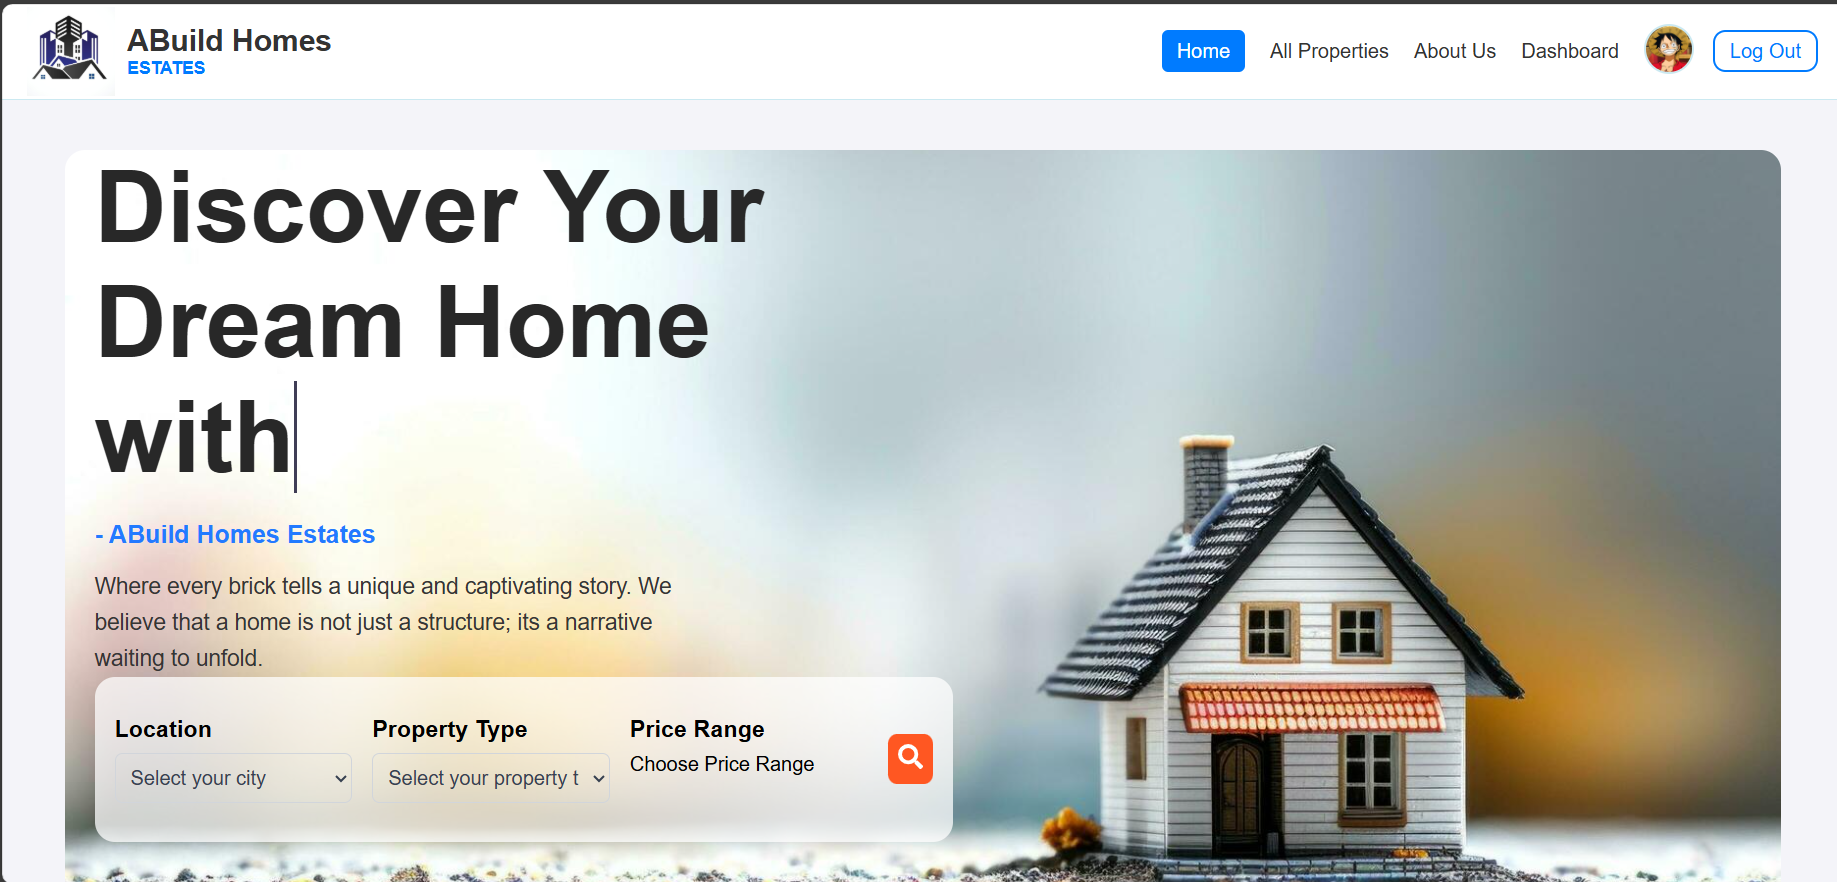 ABuild Homes
ESTATES
Home
All Properties
About Us
Dashboard
Log Out
Discover Your
Dream Home
with
- ABuild Homes Estates
Where every brick tells a unique and captivating story. We
believe that a home is not just a structure; its a narrative
waiting to unfold.
Location
Property Type
Price Range
Select your city
Select your property t
Choose Price Range